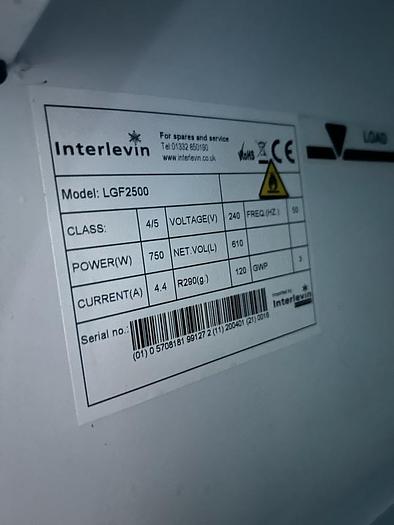 Interlevin
For spares and service
Tel:01332 850190
www.interlevin.co.uk
RoHS CE
LOAD
Model: LGF2500
CLASS: 4/5 VOLTAGE(V) 240 FREQ.(HZ.) 50
POWER(W) 750 NET.VOL(L) 610
CURRENT(A) 4.4 R290(g.) 120 GWP 3
Serial no.:
(01) 0 5708181 99127 2 (11) 200401 (21) 0016
Imported by
Interlevin